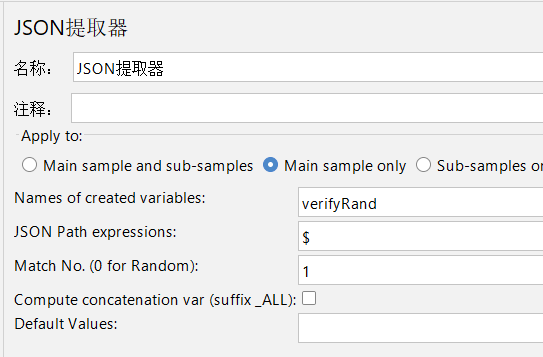 JSON提取器
名称： JSON提取器
注释：
Apply to:
Main sample and sub-samples Main sample only Sub-samples
Names of created variables: verifyRand
JSON Path expressions: $
Match No. (0 for Random): 1
Compute concatenation var (suffix _ALL):
Default Values: